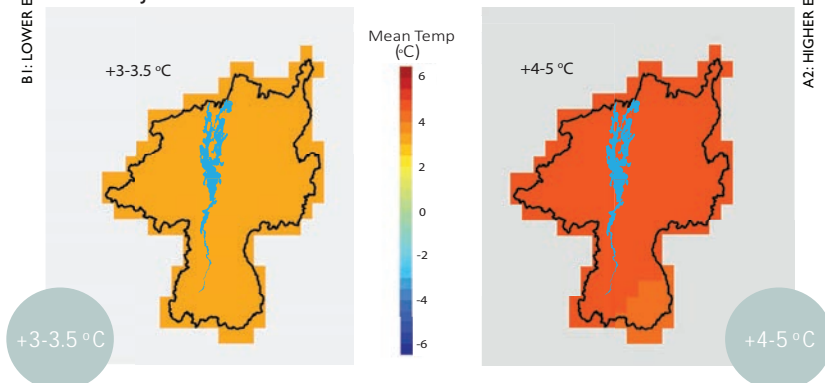 B1: LOWER E
+3-3.5 °C
+3-3.5 °C
Mean Temp
(°C)
6
4
2
0
-2
-4
-6
+4-5 °C
+4-5 °C
A2: HIGHER E